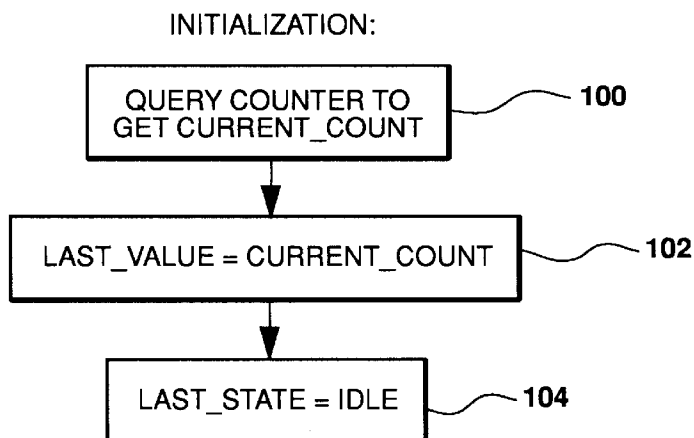 INITIALIZATION:
QUERY COUNTER TO
GET CURRENT_COUNT
100
LAST_VALUE = CURRENT_COUNT
102
LAST_STATE = IDLE
104